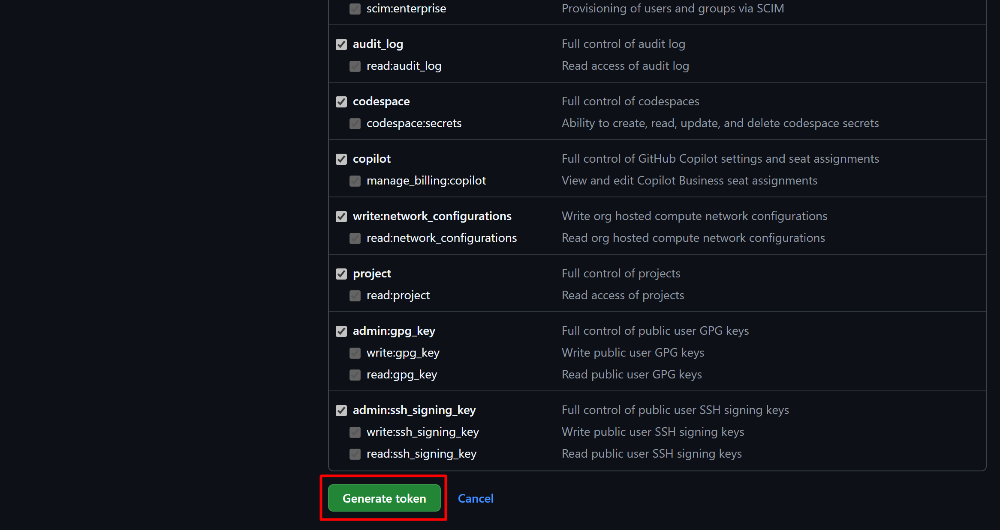 scim:enterprise Provisioning of users and groups via SCIM
audit_log Full control of audit log
read:audit_log Read access of audit log
codespace Full control of codespaces
codespace:secrets Ability to create, read, update, and delete codespace secrets
copilot Full control of GitHub Copilot settings and seat assignments
manage_billing:copilot View and edit Copilot Business seat assignments
write:network_configurations Write org hosted compute network configurations
read:network_configurations Read org hosted compute network configurations
project Full control of projects
read:project Read access of projects
admin:gpg_key Full control of public user GPG keys
write:gpg_key Write public user GPG keys
read:gpg_key Read public user GPG keys
admin:ssh_signing_key Full control of public user SSH signing keys
write:ssh_signing_key Write public user SSH signing keys
read:ssh_signing_key Read public user SSH signing keys
Generate token Cancel